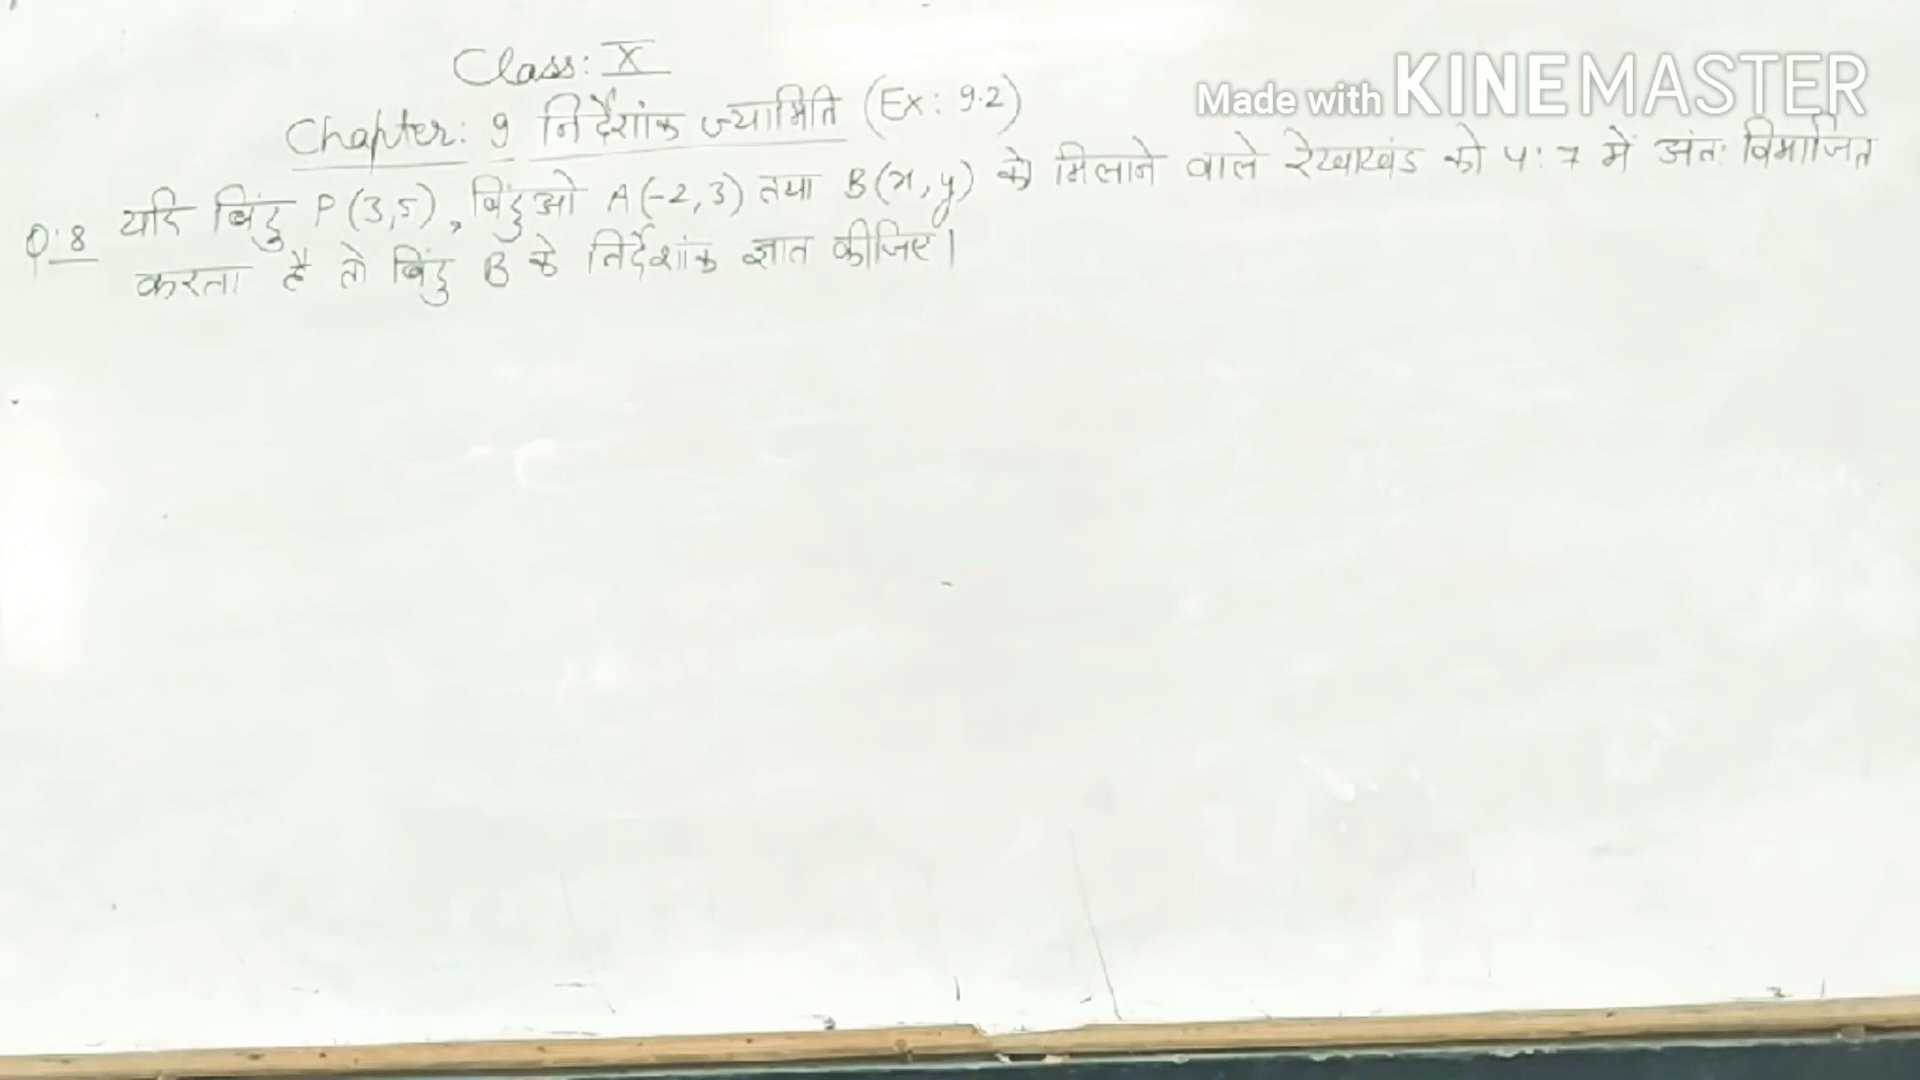 Class: X
Made with KINEMASTER
Chapter: 9 निर्देशांक ज्यामिति (Ex: 9.2)
Q.8 यदि बिंदु P(3,5), बिंदुओ A(-2,3) तथा B(x,y) को मिलाने वाले रेखाखंड को 4:7 में अंतः विभाजित
करता है तो बिंदु B के निर्देशांक ज्ञात कीजिए।